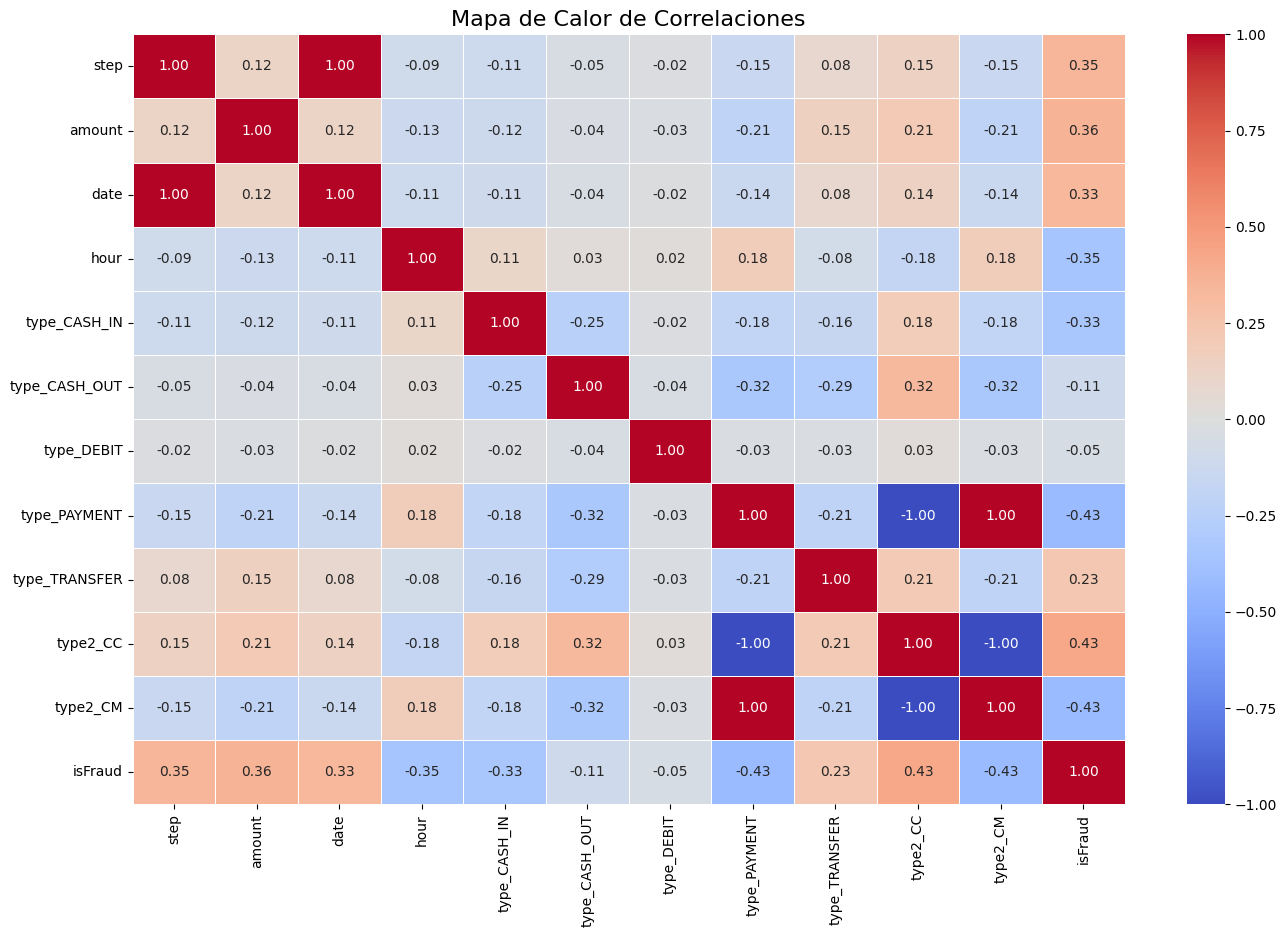 Mapa de Calor de Correlaciones
step 1.00 0.12 1.00 -0.09 -0.11 -0.05 -0.02 -0.15 0.08 0.15 -0.15 0.35
amount 0.12 1.00 0.12 -0.13 -0.12 -0.04 -0.03 -0.21 0.15 0.21 -0.21 0.36
date 1.00 0.12 1.00 -0.11 -0.11 -0.04 -0.02 -0.14 0.08 0.14 -0.14 0.33
hour -0.09 -0.13 -0.11 1.00 0.11 0.03 0.02 0.18 -0.08 -0.18 0.18 -0.35
type_CASH_IN -0.11 -0.12 -0.11 0.11 1.00 -0.25 -0.02 -0.18 -0.16 0.18 -0.18 -0.33
type_CASH_OUT -0.05 -0.04 -0.04 0.03 -0.25 1.00 -0.04 -0.32 -0.29 0.32 -0.32 -0.11
type_DEBIT -0.02 -0.03 -0.02 0.02 -0.02 -0.04 1.00 -0.03 -0.03 0.03 -0.03 -0.05
type_PAYMENT -0.15 -0.21 -0.14 0.18 -0.18 -0.32 -0.03 1.00 -0.21 -1.00 1.00 -0.43
type_TRANSFER 0.08 0.15 0.08 -0.08 -0.16 -0.29 -0.03 -0.21 1.00 0.21 -0.21 0.23
type2_CC 0.15 0.21 0.14 -0.18 0.18 0.32 0.03 -1.00 0.21 1.00 -1.00 0.43
type2_CM -0.15 -0.21 -0.14 0.18 -0.18 -0.32 -0.03 1.00 -0.21 -1.00 1.00 -0.43
isFraud 0.35 0.36 0.33 -0.35 -0.33 -0.11 -0.05 -0.43 0.23 0.43 -0.43 1.00
step
amount
date
hour
type_CASH_IN
type_CASH_OUT
type_DEBIT
type_PAYMENT
type_TRANSFER
type2_CC
type2_CM
isFraud
1.00
0.75
0.50
0.25
0.00
−0.25
−0.50
−0.75
−1.00